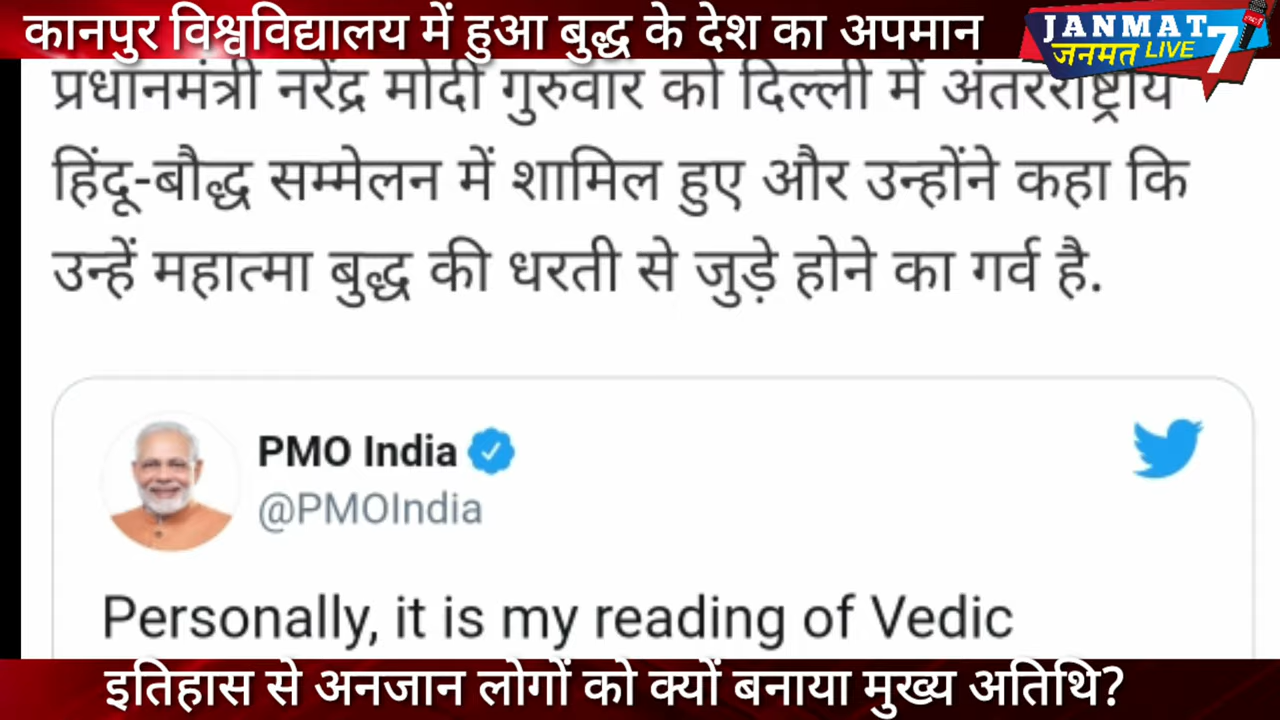 कानपुर विश्वविद्यालय में हुआ बुद्ध के देश का अपमान
JANMAT
जनमत LIVE 7
प्रधानमंत्री नरेंद्र मोदी गुरुवार को दिल्ली में अंतरराष्ट्रीय
हिंदू-बौद्ध सम्मेलन में शामिल हुए और उन्होंने कहा कि
उन्हें महात्मा बुद्ध की धरती से जुड़े होने का गर्व है.
PMO India
@PMOIndia
Personally, it is my reading of Vedic
इतिहास से अनजान लोगों को क्यों बनाया मुख्य अतिथि?